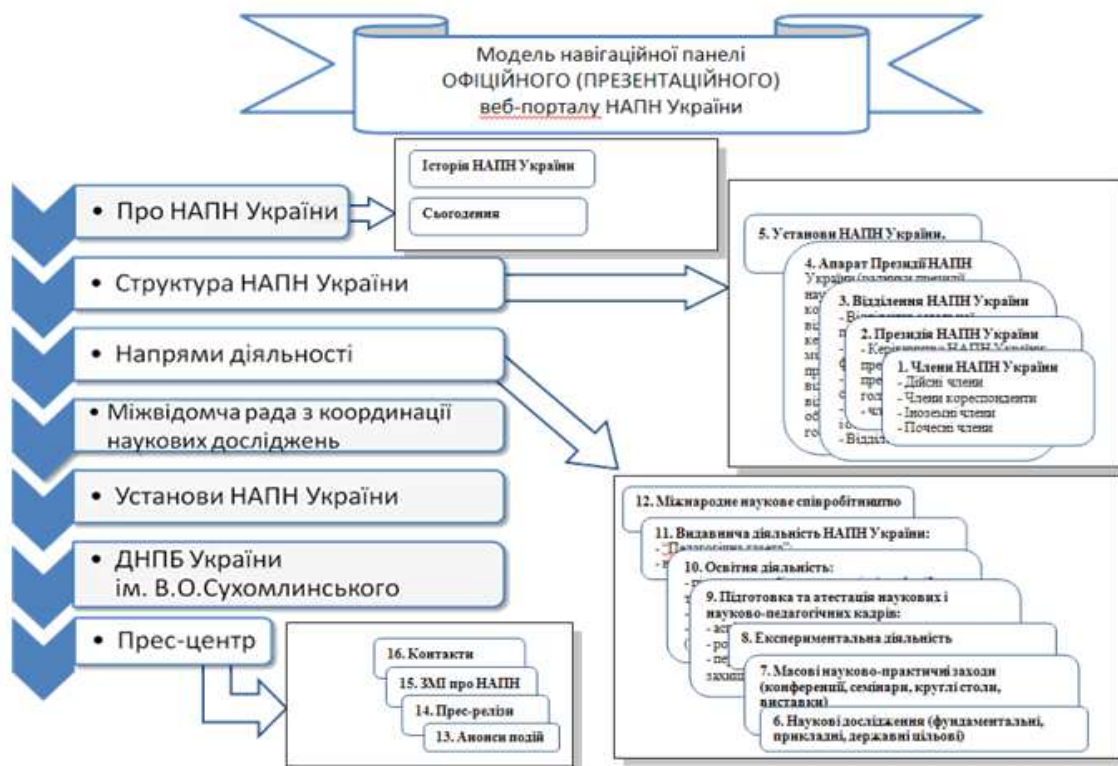 Модель навігаційної панелі
ОФІЦІЙНОГО (ПРЕЗЕНТАЦІЙНОГО)
веб-порталу НАПН України
• Про НАПН України
Історія НАПН України
Сьогодення
• Структура НАПН України
5. Установи НАПН України.
4. Апарат Президії НАПН
України
3. Відділення НАПН України
2. Президія НАПН України
1. Члени НАПН України
- Дійсні члени
- Члени кореспонденти
- Іноземні члени
- Почесні члени
• Напрями діяльності
12. Міжнародне наукове співробітництво
11. Видавнича діяльність НАПН України:
10. Освітня діяльність:
9. Підготовка та атестація наукових і
науково-педагогічних кадрів:
8. Експериментальна діяльність
7. Масові науково-практичні заходи
(конференції, семінари, круглі столи,
виставки)
6. Наукові дослідження (фундаментальні,
прикладні, державні цільові)
• Міжвідомча рада з координації
наукових досліджень
• Установи НАПН України
• ДНПБ України
ім. В.О.Сухомлинського
• Прес-центр
16. Контакти
15. ЗМІ про НАПН
14. Прес-релізи
13. Анонси подій